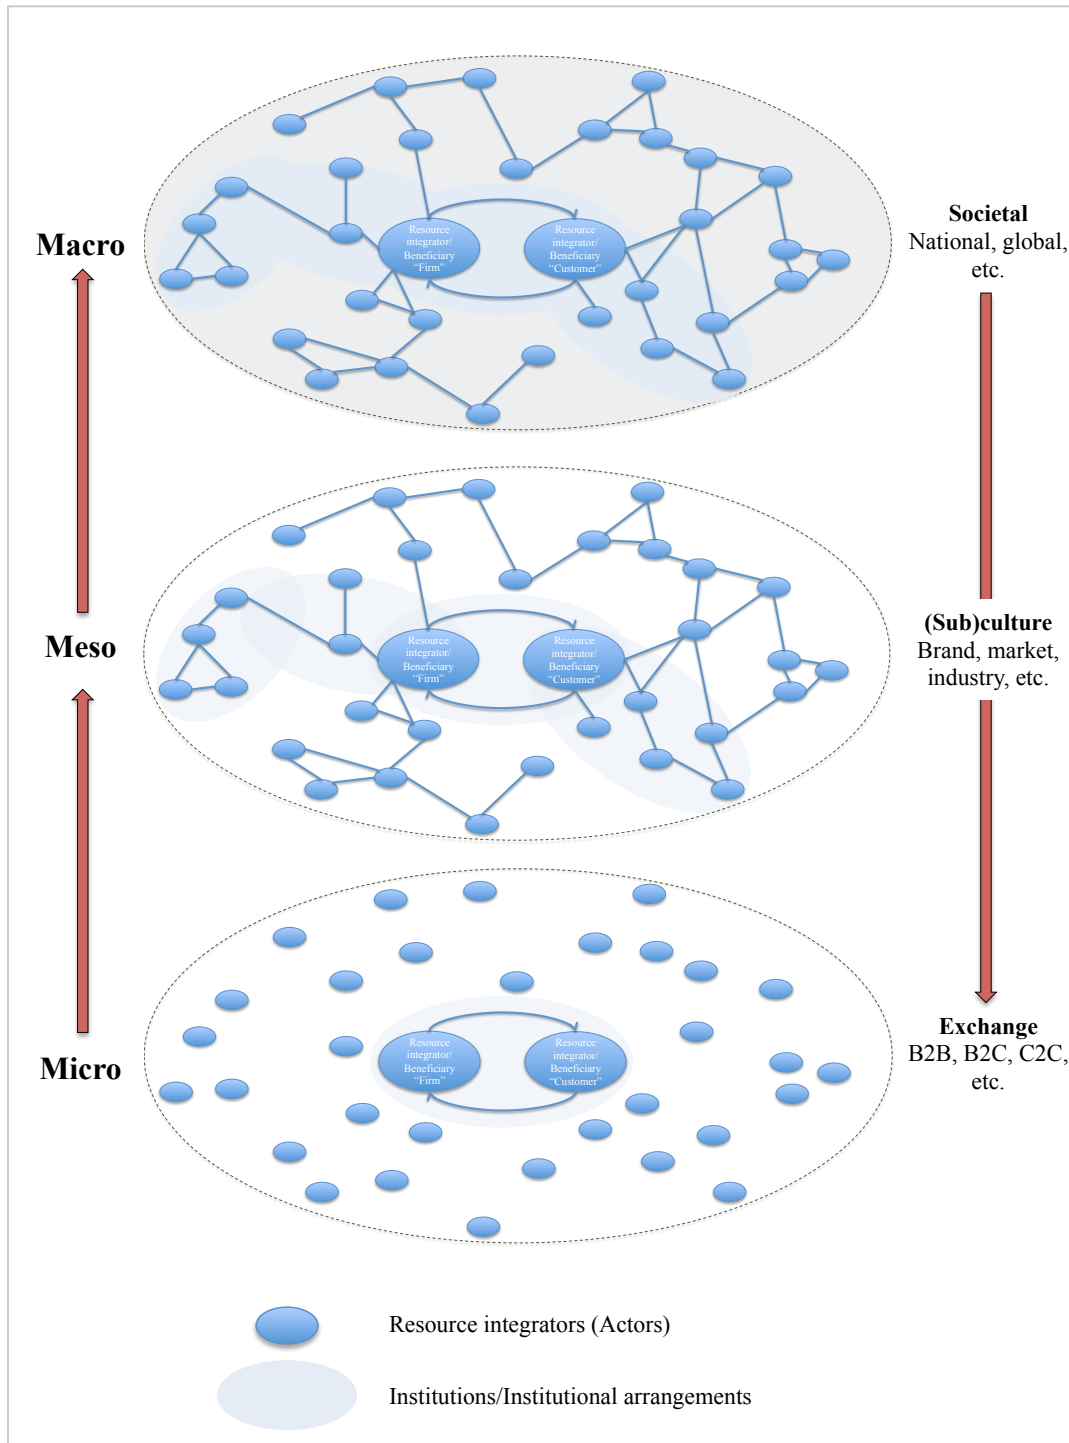 Macro
Resource
integrator/
Beneficiary
“Firm”
Resource
integrator/
Beneficiary
“Customer”
Societal
National, global,
etc.
Meso
Resource
integrator/
Beneficiary
“Firm”
Resource
integrator/
Beneficiary
“Customer”
(Sub)culture
Brand, market,
industry, etc.
Micro
Resource
integrator/
Beneficiary
“Firm”
Resource
integrator/
Beneficiary
“Customer”
Exchange
B2B, B2C, C2C,
etc.
Resource integrators (Actors)
Institutions/Institutional arrangements